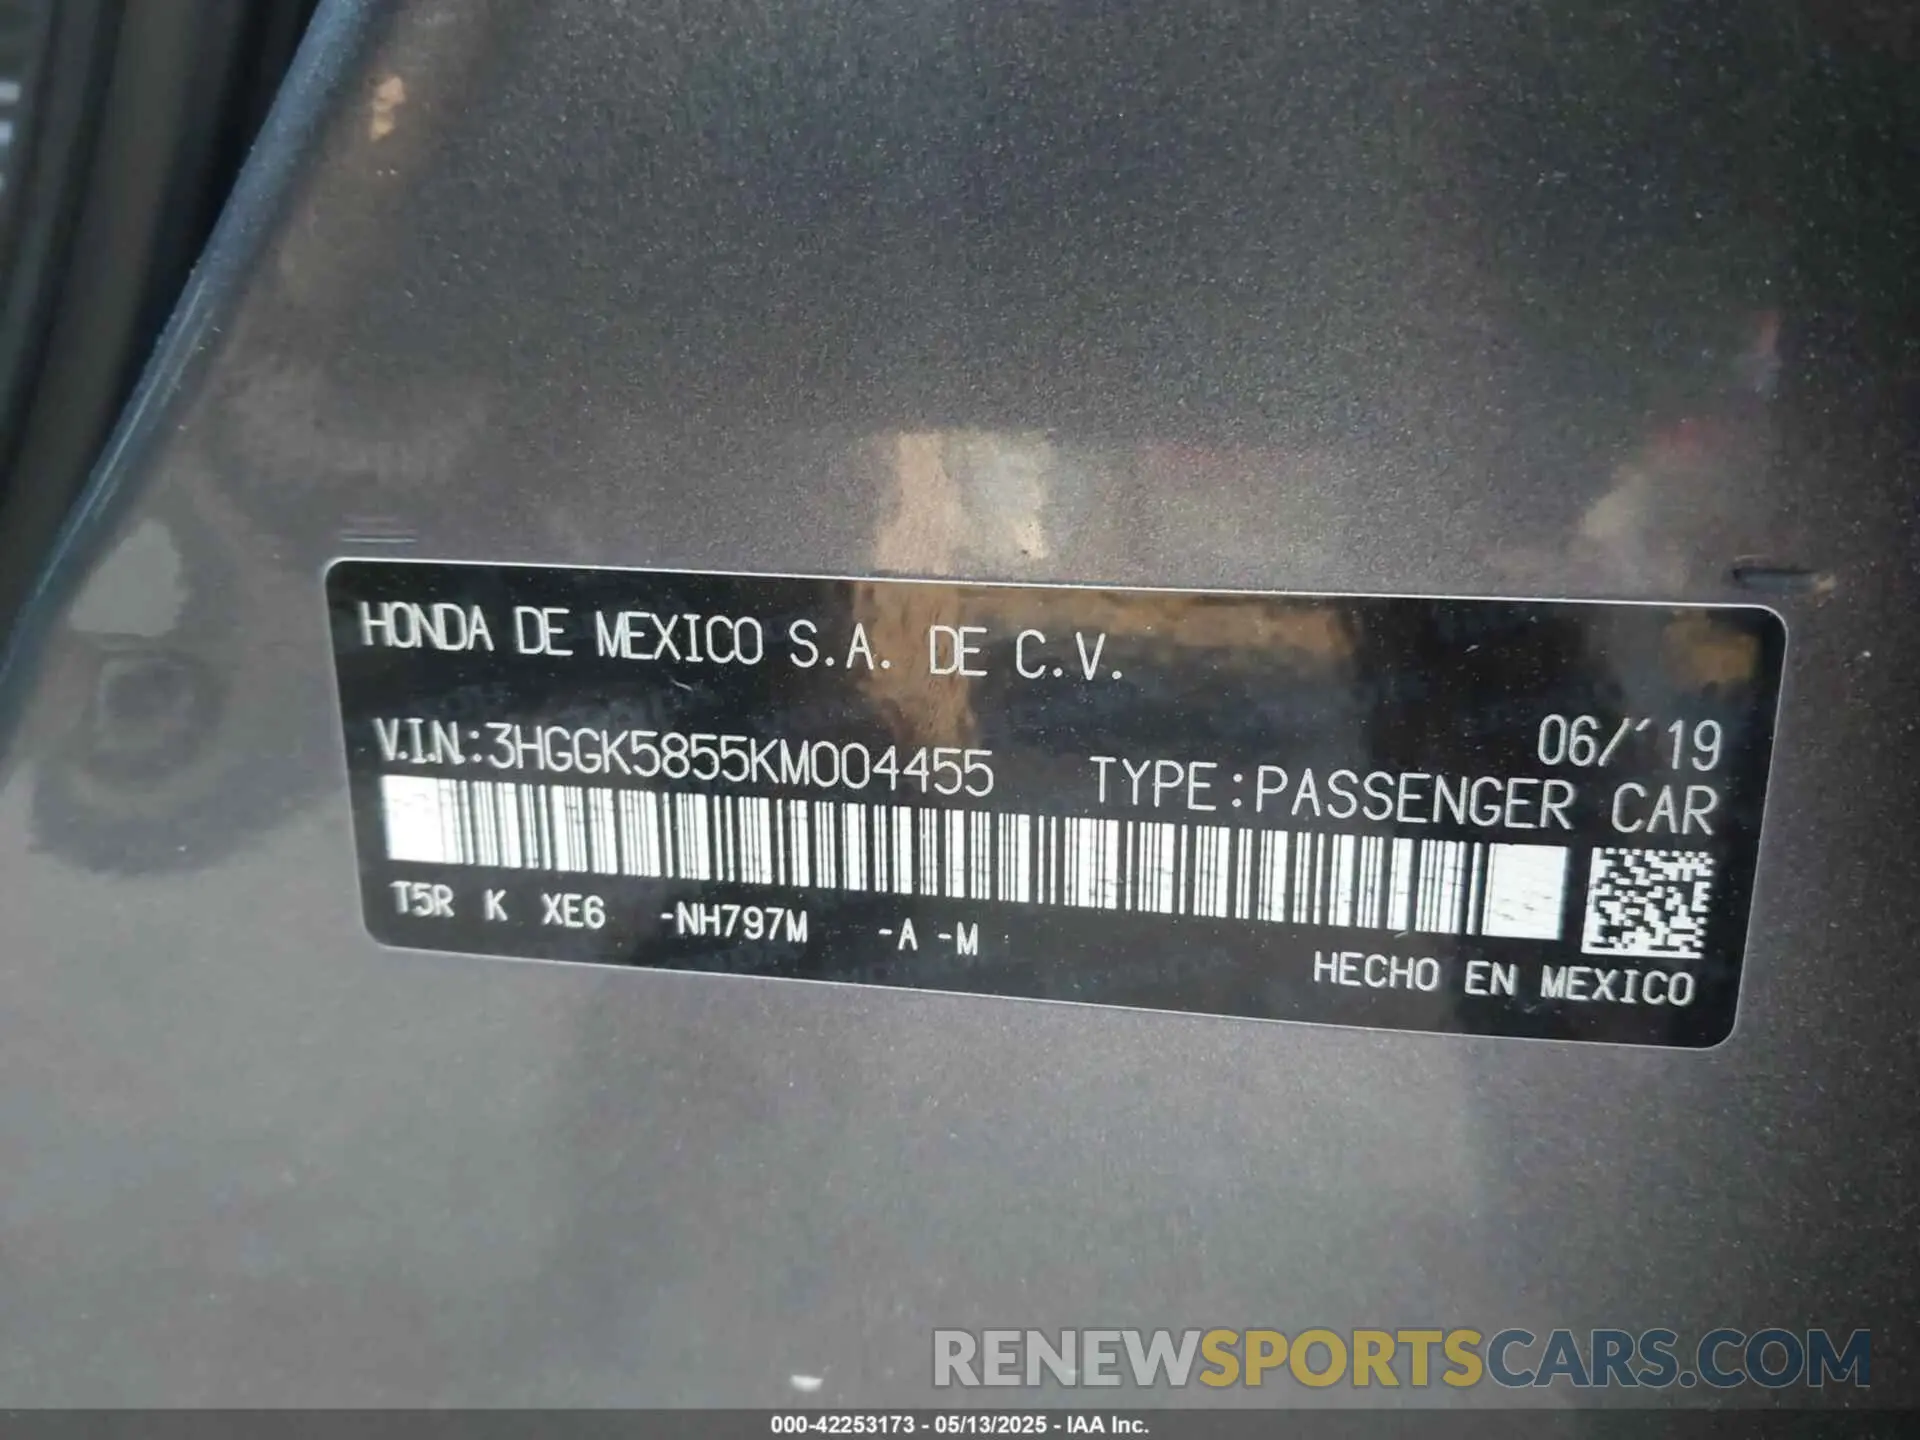 HONDA DE MEXICO S.A. DE C.V.
06/´19
V.I.N.:3HGGK5855KM004455 TYPE:PASSENGER CAR
T5R K XE6 -NH797M -A -M
HECHO EN MEXICO
RENEWSPORTSCARS.COM
000-42253173 - 05/13/2025 - IAA Inc.